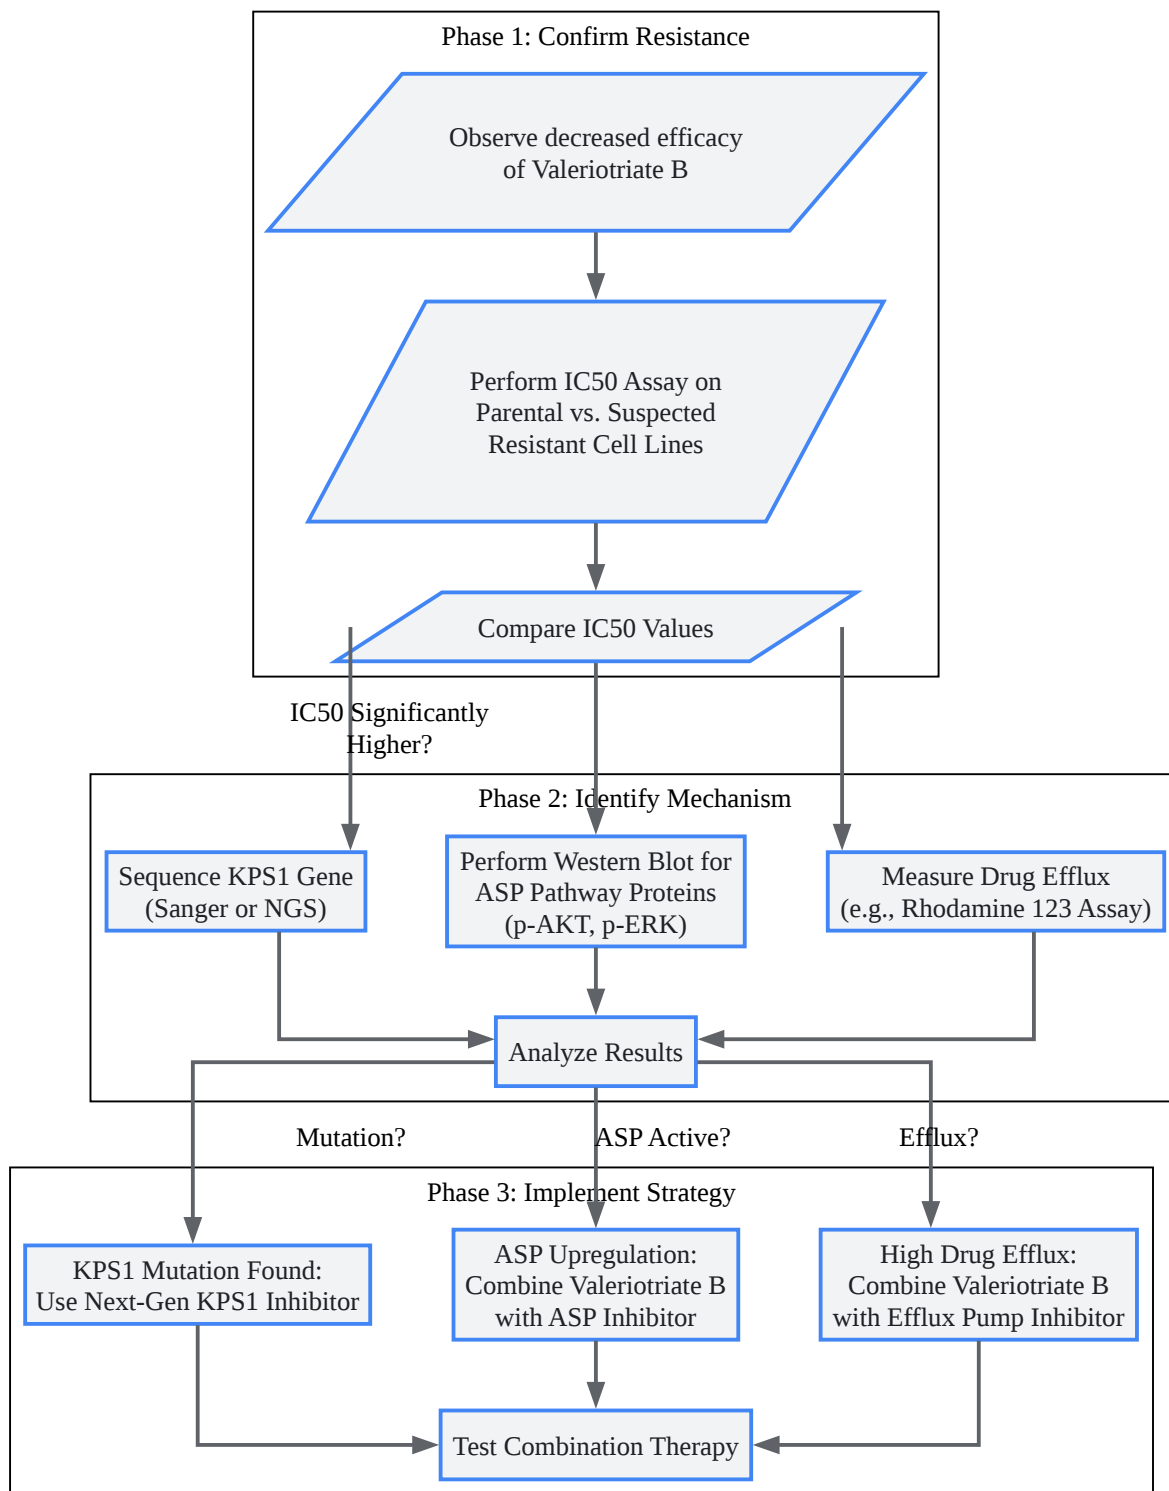 Phase 1: Confirm Resistance
Observe decreased efficacy
of Valeriotriate B
Perform IC50 Assay on
Parental vs. Suspected
Resistant Cell Lines
Compare IC50 Values
IC50 Significantly
Higher?
Phase 2: Identify Mechanism
Sequence KPS1 Gene
(Sanger or NGS)
Perform Western Blot for
ASP Pathway Proteins
(p-AKT, p-ERK)
Measure Drug Efflux
(e.g., Rhodamine 123 Assay)
Analyze Results
Mutation?
ASP Active?
Efflux?
Phase 3: Implement Strategy
KPS1 Mutation Found:
Use Next-Gen KPS1 Inhibitor
ASP Upregulation:
Combine Valeriotriate B
with ASP Inhibitor
High Drug Efflux:
Combine Valeriotriate B
with Efflux Pump Inhibitor
Test Combination Therapy